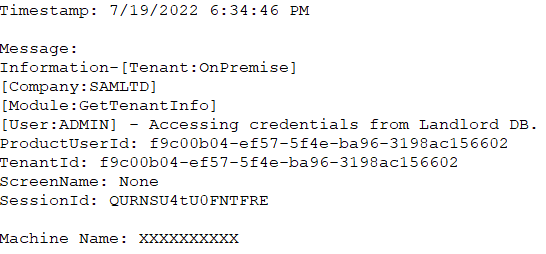 Timestamp: 7/19/2022 6:34:46 PM
Message:
Information-[Tenant:OnPremise]
[Company:SAMLTD]
[Module:GetTenantInfo]
[User:ADMIN] - Accessing credentials from Landlord DB.
ProductUserId: f9c00b04-ef57-5f4e-ba96-3198ac156602
TenantId: f9c00b04-ef57-5f4e-ba96-3198ac156602
ScreenName: None
SessionId: QURNSU4tU0FNTFRE
Machine Name: XXXXXXXXXX